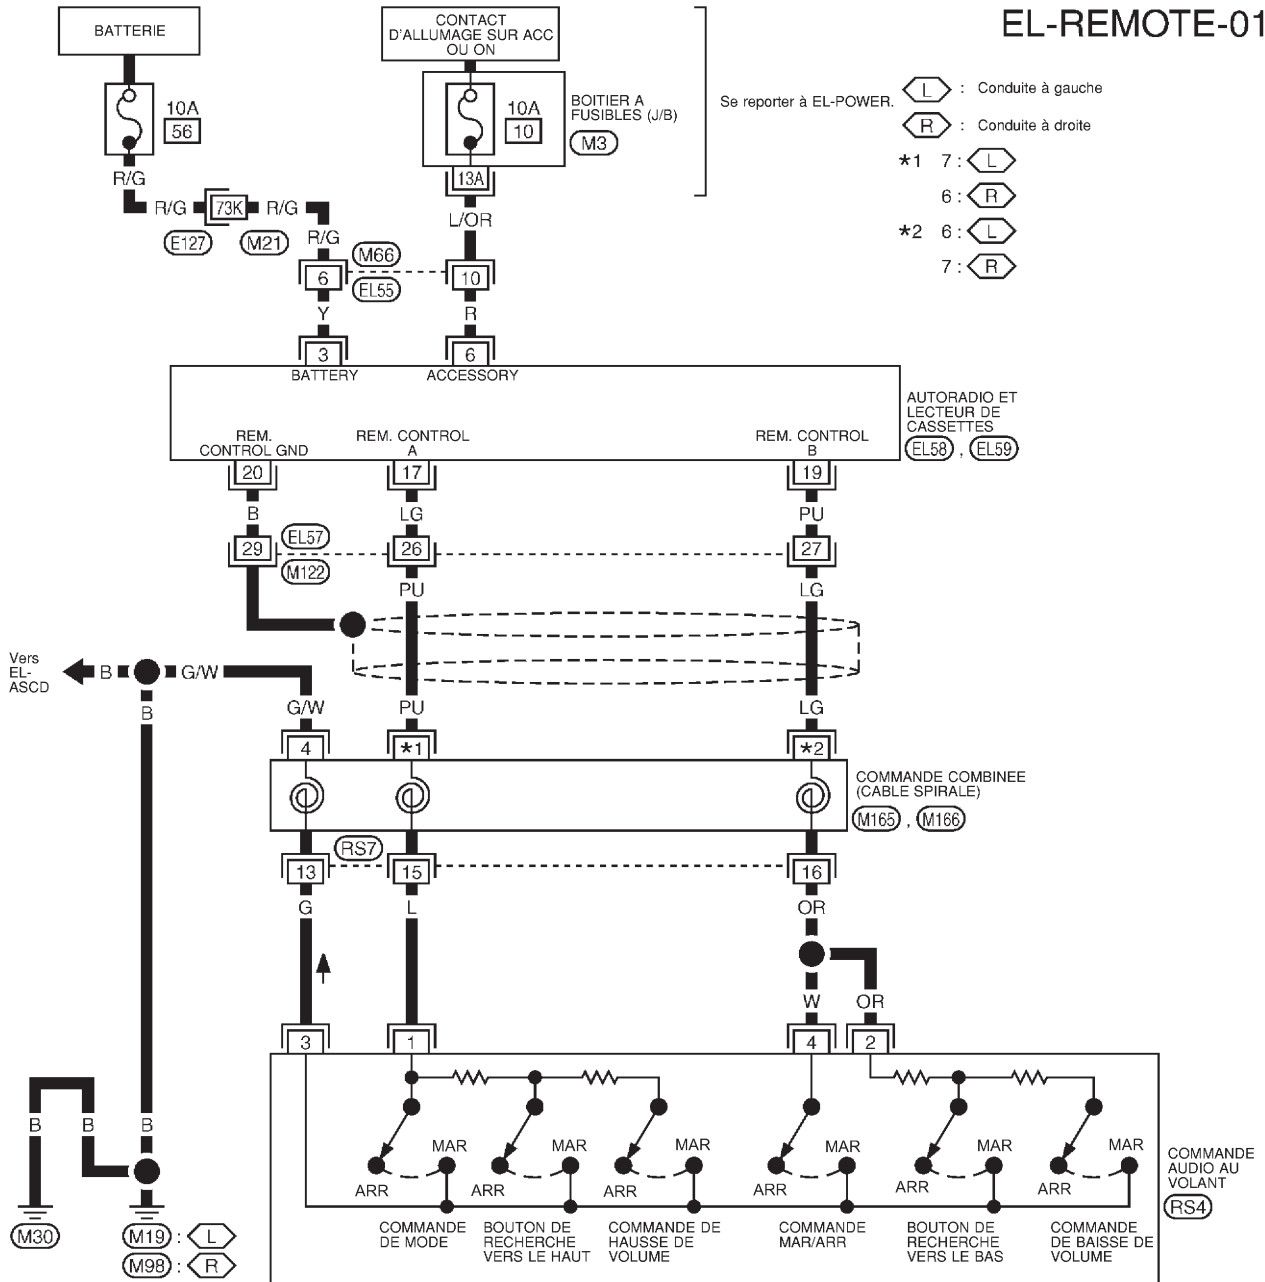 EL-REMOTE-01
BATTERIE
CONTACT
D'ALLUMAGE SUR ACC
OU ON
10A
56
10A
10
BOITIER A
FUSIBLES (J/B)
M3
Se reporter à EL-POWER.
L : Conduite à gauche
R : Conduite à droite
*1 7 : L
6 : R
*2 6 : L
7 : R
R/G
13A
R/G 73K R/G
L/OR
E127 M21
R/G
M66
6
10
EL55
Y
R
3
6
BATTERY
ACCESSORY
AUTORADIO ET
LECTEUR DE
CASSETTES
EL58 , EL59
REM.
CONTROL GND
REM. CONTROL
A
REM. CONTROL
B
20
17
19
B
LG
PU
EL57
29
26
27
M122
PU
LG
Vers
EL-
ASCD
B
G/W
B
G/W
PU
LG
4
*1
*2
COMMANDE COMBINEE
(CABLE SPIRALE)
M165 , M166
RS7
13
15
16
G
L
OR
W
OR
3
1
4
2
B
B
B
MAR
MAR
MAR
MAR
MAR
MAR
ARR
ARR
ARR
ARR
ARR
ARR
COMMANDE
AUDIO AU
VOLANT
RS4
COMMANDE
DE MODE
BOUTON DE
RECHERCHE
VERS LE HAUT
COMMANDE DE
HAUSSE DE
VOLUME
COMMANDE
MAR/ARR
BOUTON DE
RECHERCHE
VERS LE BAS
COMMANDE
DE BAISSE DE
VOLUME
M30
M19 : L
M98 : R